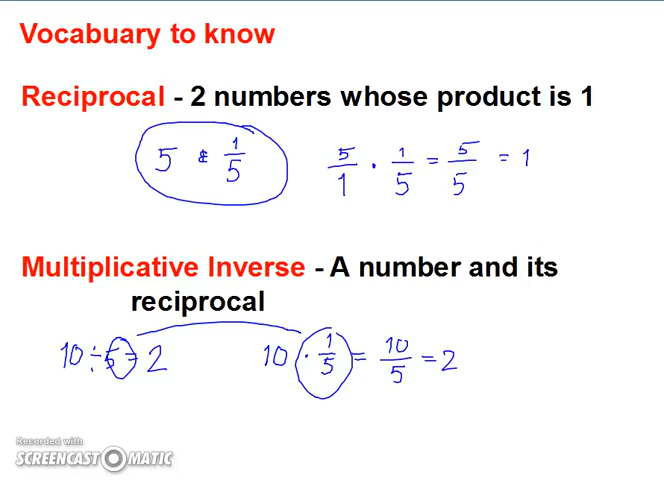 Vocabuary to know
Reciprocal - 2 numbers whose product is 1
5 & 1/5   5/1 · 1/5 = 5/5 = 1
Multiplicative Inverse - A number and its
reciprocal
10 ÷ 5 = 2   10 · 1/5 = 10/5 = 2
Recorded with
SCREENCAST O MATIC